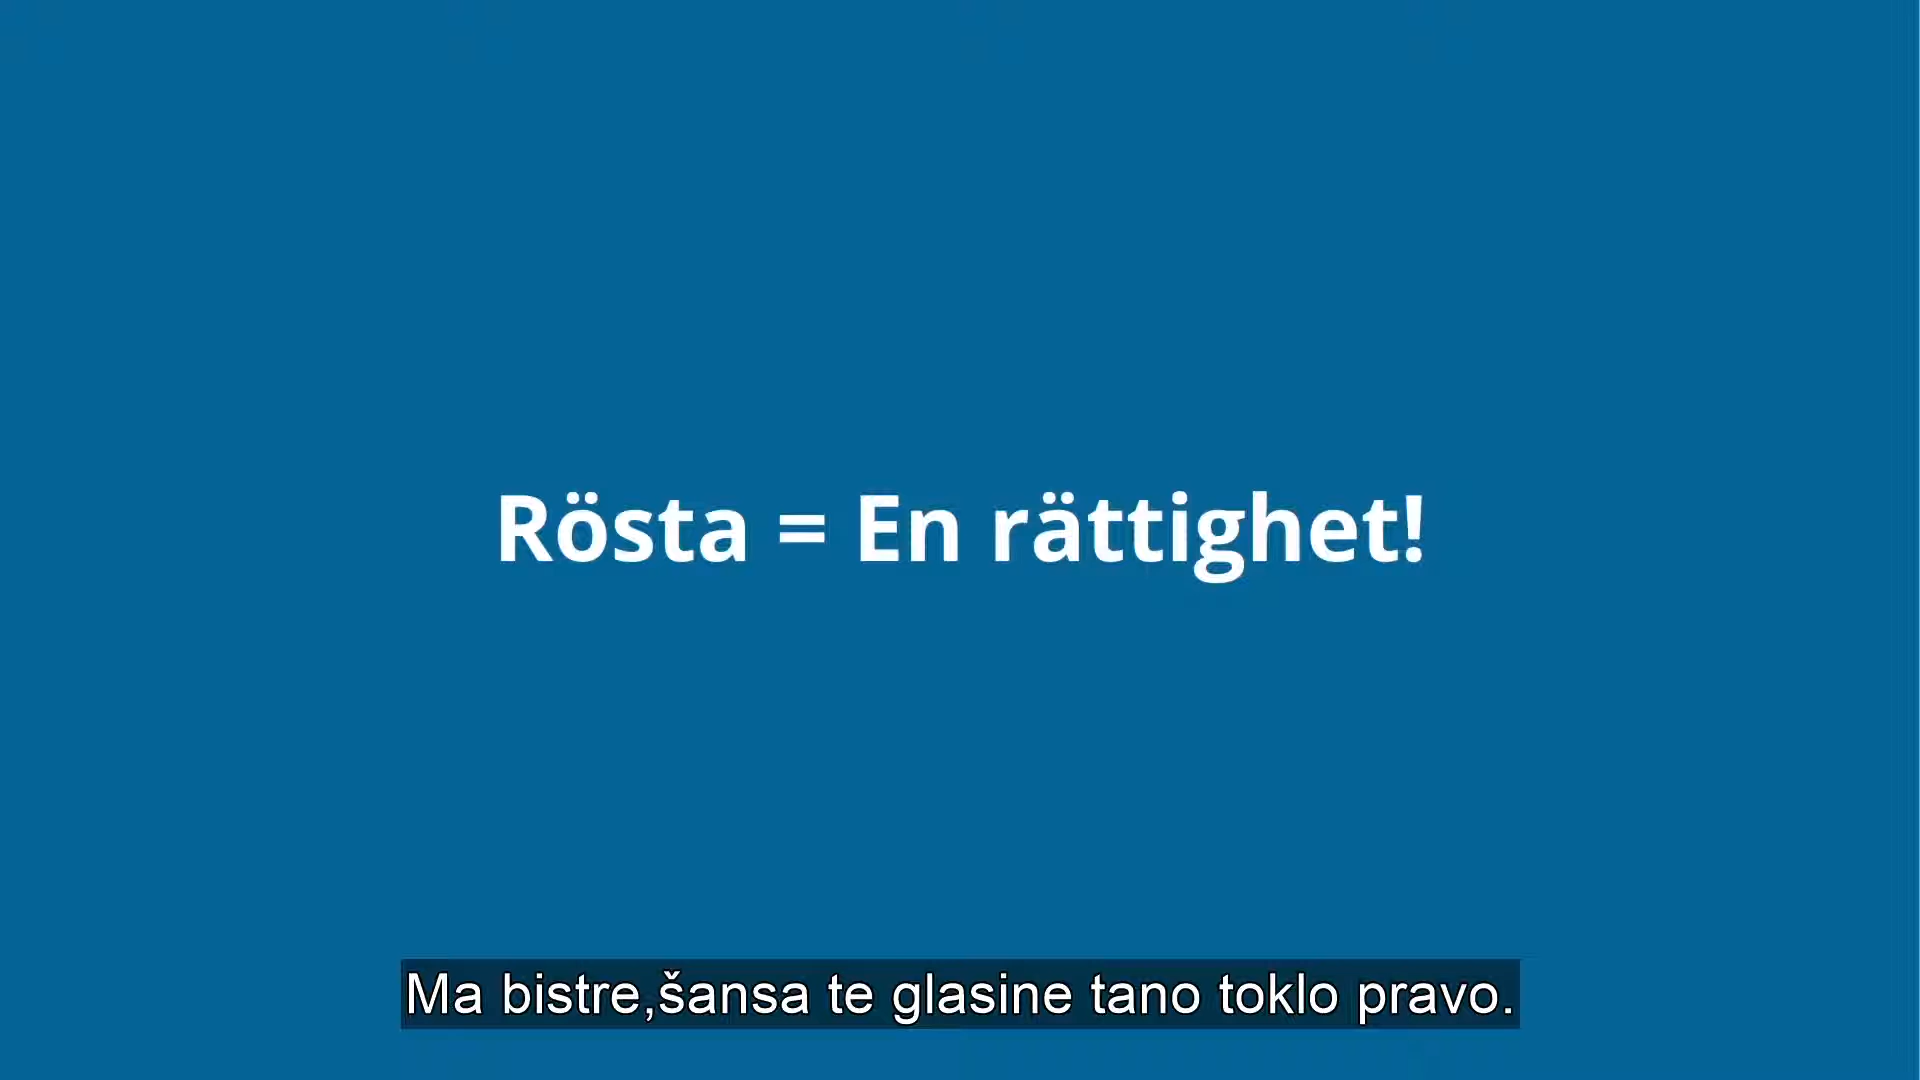 Rösta = En rättighet!
Ma bistre,šansa te glasine tano toklo pravo.